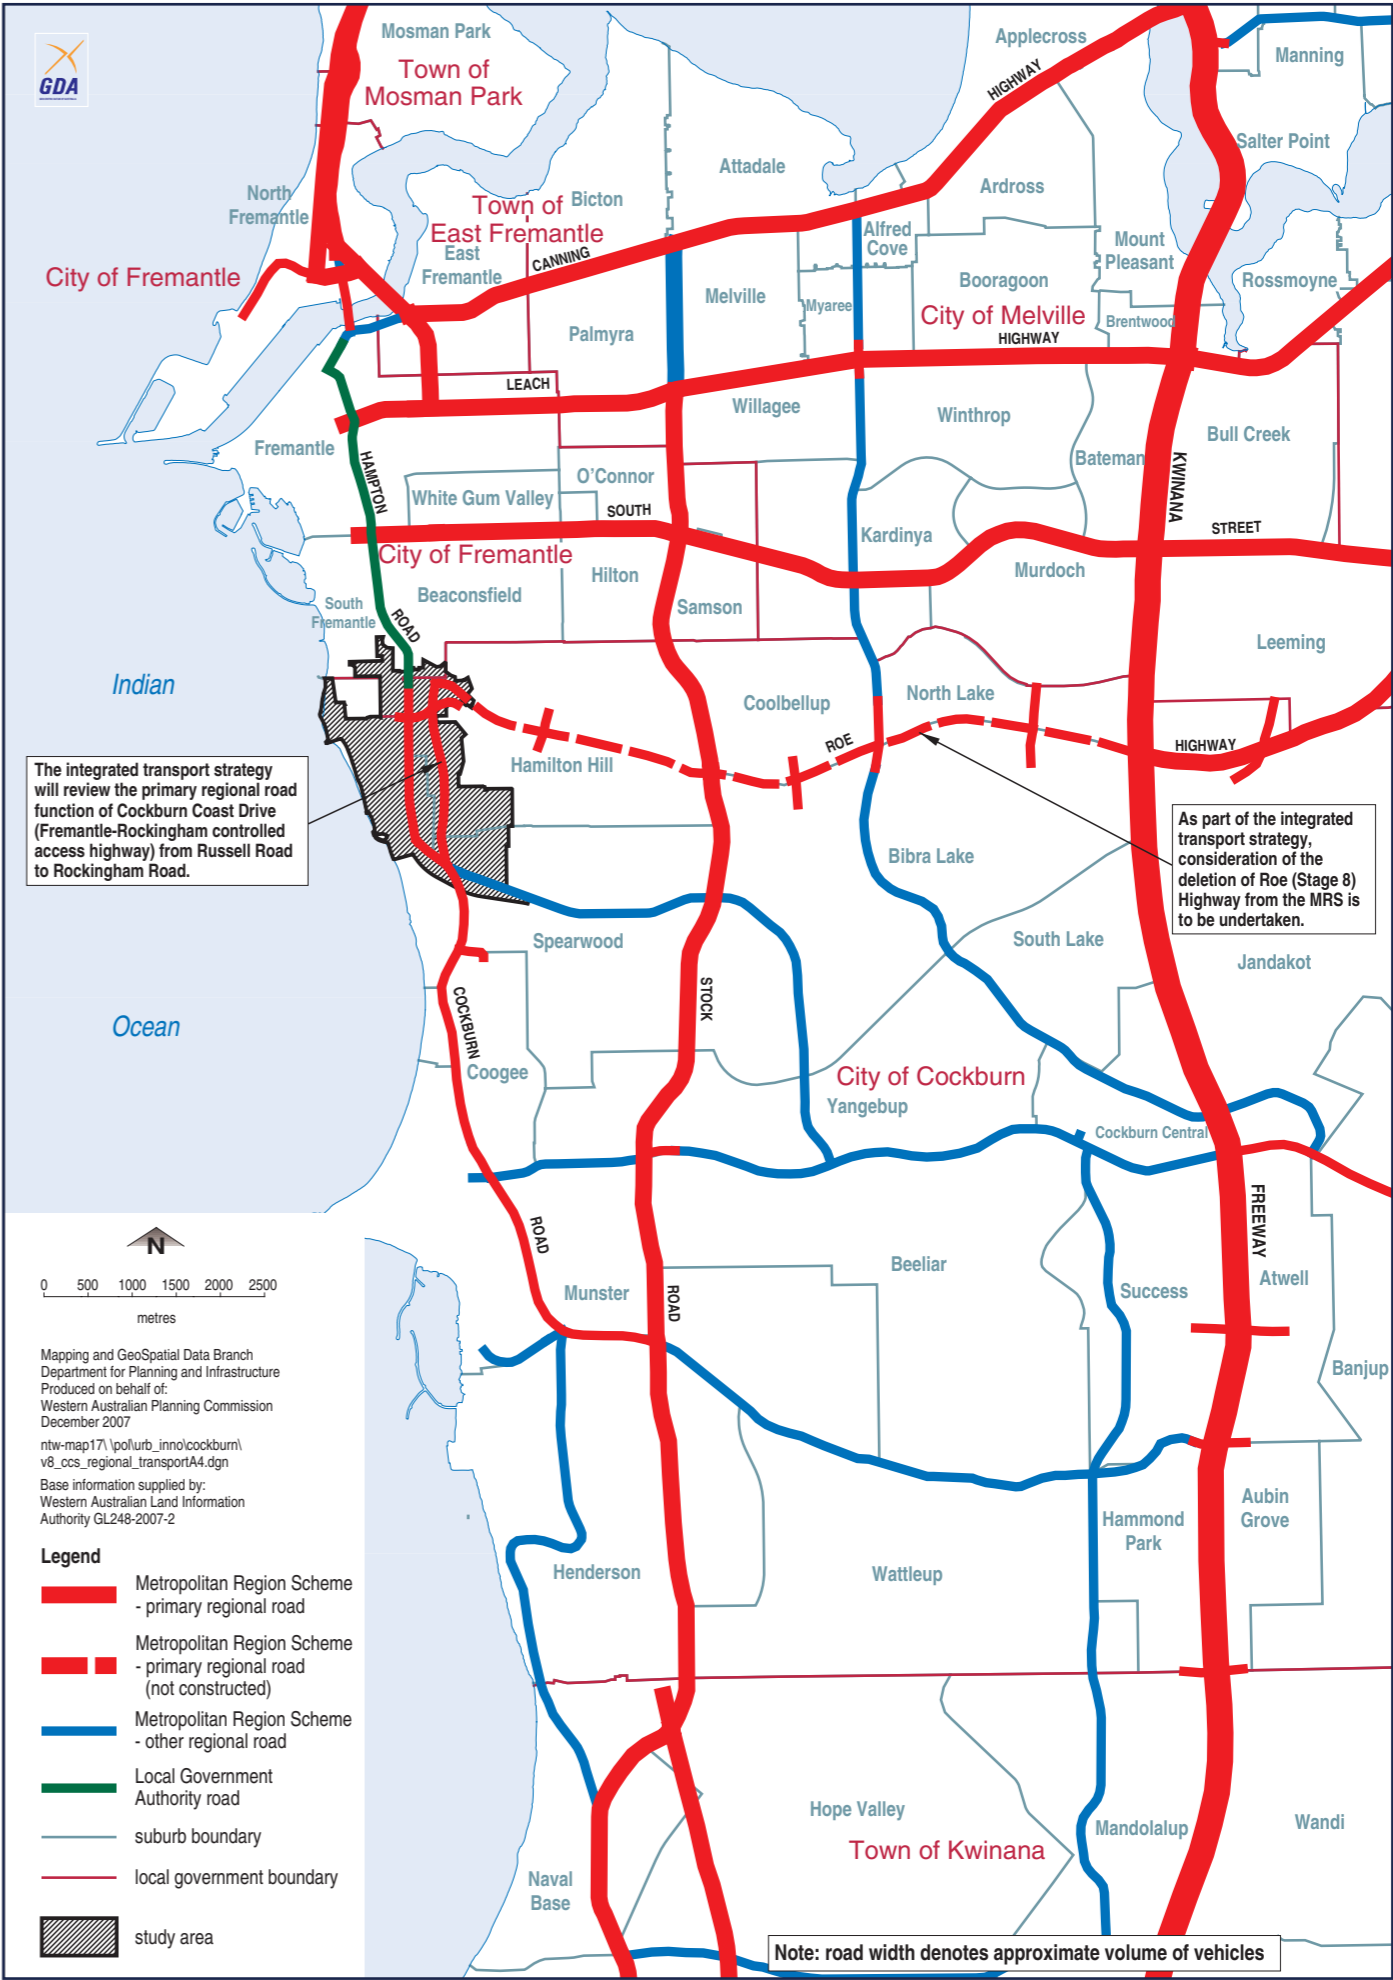 GDA
Mosman Park
Town of
Mosman Park
Applecross
Manning
HIGHWAY
Salter Point
Attadale
North
Fremantle
Bicton
Ardross
Town of
East Fremantle
Alfred
Cove
Mount
Pleasant
East
Fremantle
CANNING
City of Fremantle
Melville
Myaree
Booragoon
Rossmoyne
City of Melville
Brentwood
Palmyra
HIGHWAY
LEACH
Willagee
Winthrop
Fremantle
Bull Creek
Bateman
HAMPTON
O'Connor
White Gum Valley
KWINANA
SOUTH
STREET
Kardinya
City of Fremantle
Hilton
Murdoch
Beaconsfield
South
Fremantle
Samson
ROAD
Leeming
Indian
Coolbellup
North Lake
ROE
HIGHWAY
Hamilton Hill
The integrated transport strategy
will review the primary regional road
function of Cockburn Coast Drive
(Fremantle-Rockingham controlled
access highway) from Russell Road
to Rockingham Road.
As part of the integrated
transport strategy,
consideration of the
deletion of Roe (Stage 8)
Highway from the MRS is
to be undertaken.
Bibra Lake
Spearwood
South Lake
Jandakot
STOCK
Ocean
COCKBURN
Coogee
City of Cockburn
Yangebup
Cockburn Central
FREEWAY
ROAD
Beeliar
Atwell
Munster
ROAD
Success
Banjup
N
0 500 1000 1500 2000 2500
metres
Mapping and GeoSpatial Data Branch
Department for Planning and Infrastructure
Produced on behalf of:
Western Australian Planning Commission
December 2007
ntw-map17\ \pol\urb_inno\cockburn\
v8_ccs_regional_transportA4.dgn
Base information supplied by:
Western Australian Land Information
Authority GL248-2007-2
Aubin
Grove
Hammond
Park
Henderson
Wattleup
Legend
Metropolitan Region Scheme
- primary regional road
Metropolitan Region Scheme
- primary regional road
(not constructed)
Metropolitan Region Scheme
- other regional road
Local Government
Authority road
suburb boundary
local government boundary
study area
Hope Valley
Mandolalup
Wandi
Town of Kwinana
Naval
Base
Note: road width denotes approximate volume of vehicles